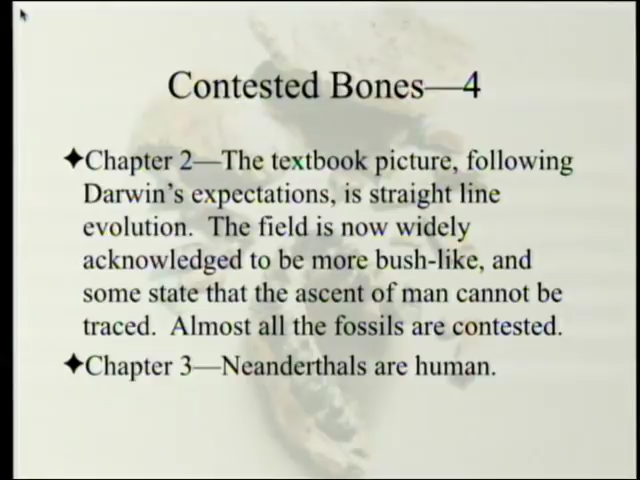 Contested Bones—4
✦Chapter 2—The textbook picture, following
Darwin's expectations, is straight line
evolution.  The field is now widely
acknowledged to be more bush-like, and
some state that the ascent of man cannot be
traced.  Almost all the fossils are contested.
✦Chapter 3—Neanderthals are human.